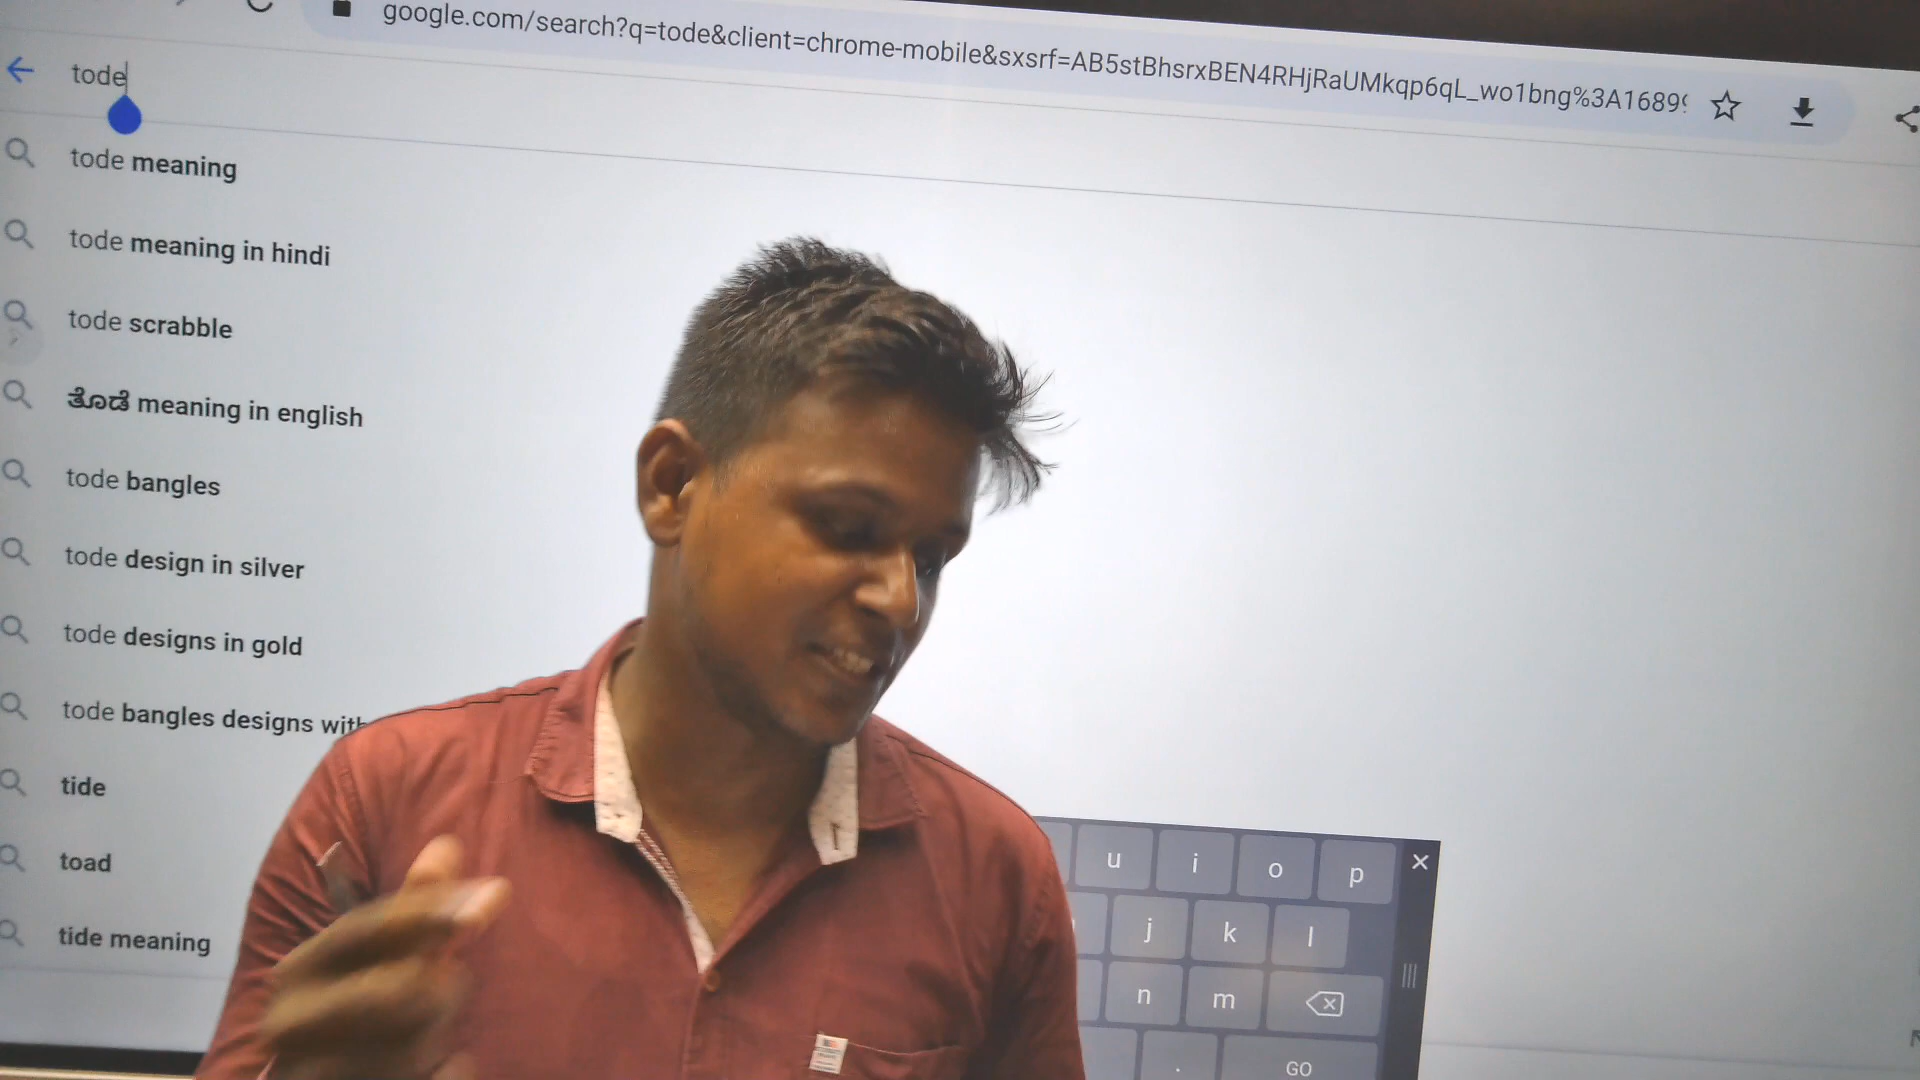 google.com/search?q=tode&client=chrome-mobile&sxsrf=AB5stBhsrxBEN4RHjRaUMkqp6qL_wo1bng%3A1689
tode
tode meaning
tode meaning in hindi
tode scrabble
ತೊಡೆ meaning in english
tode bangles
tode design in silver
tode designs in gold
tode bangles designs with
tide
toad
tide meaning
u i o p
j k l
n m
. GO